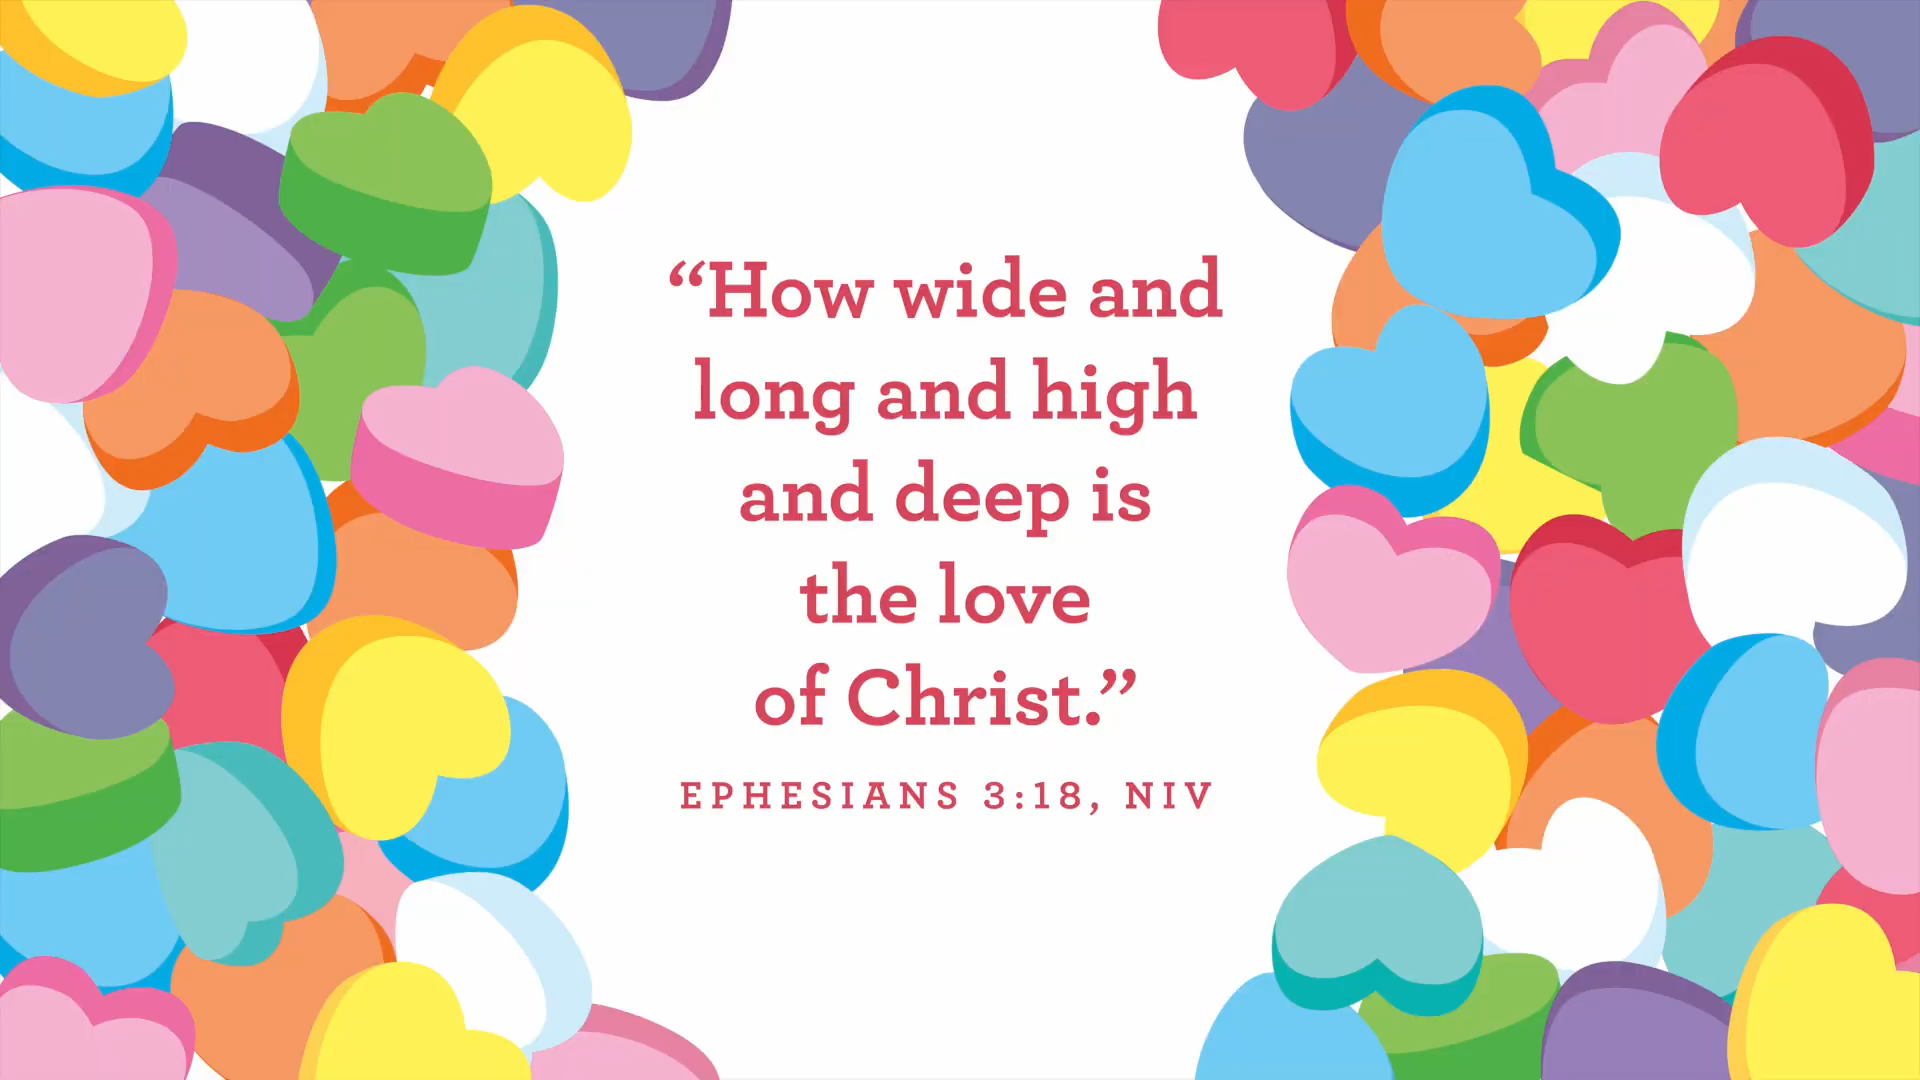 “How wide and
long and high
and deep is
the love
of Christ.”
EPHESIANS 3:18, NIV